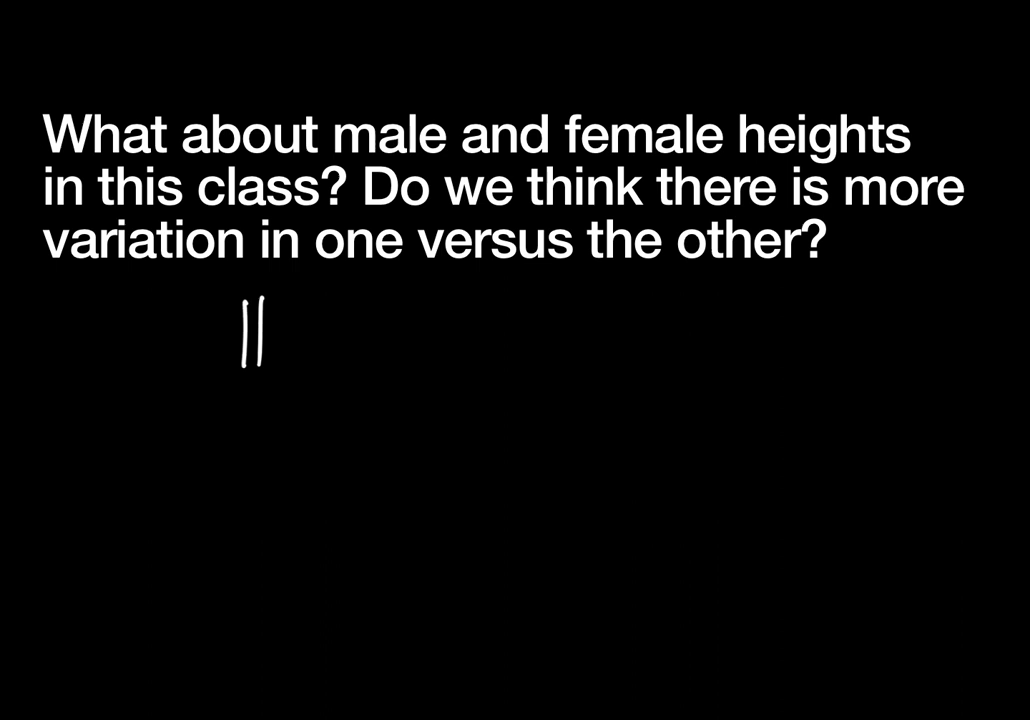 What about male and female heights
in this class? Do we think there is more
variation in one versus the other?
||